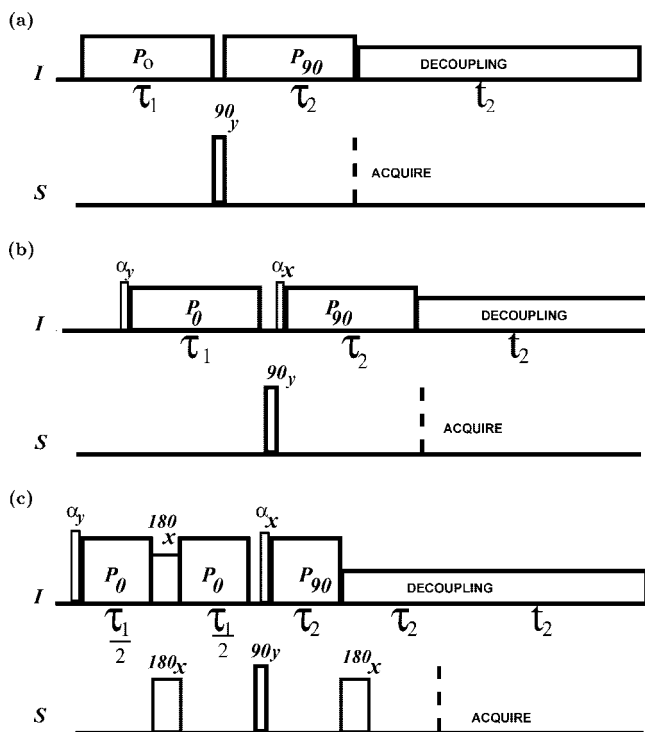 (a)
I P0 P90 DECOUPLING
τ1 τ2 t2
90y
ACQUIRE
S
(b)
αy αx
I P0 P90 DECOUPLING
τ1 τ2 t2
90y
ACQUIRE
S
(c)
αy 180x αx
I P0 P0 P90 DECOUPLING
τ1/2 τ1/2 τ2 τ2 t2
180x 90y 180x
S ACQUIRE